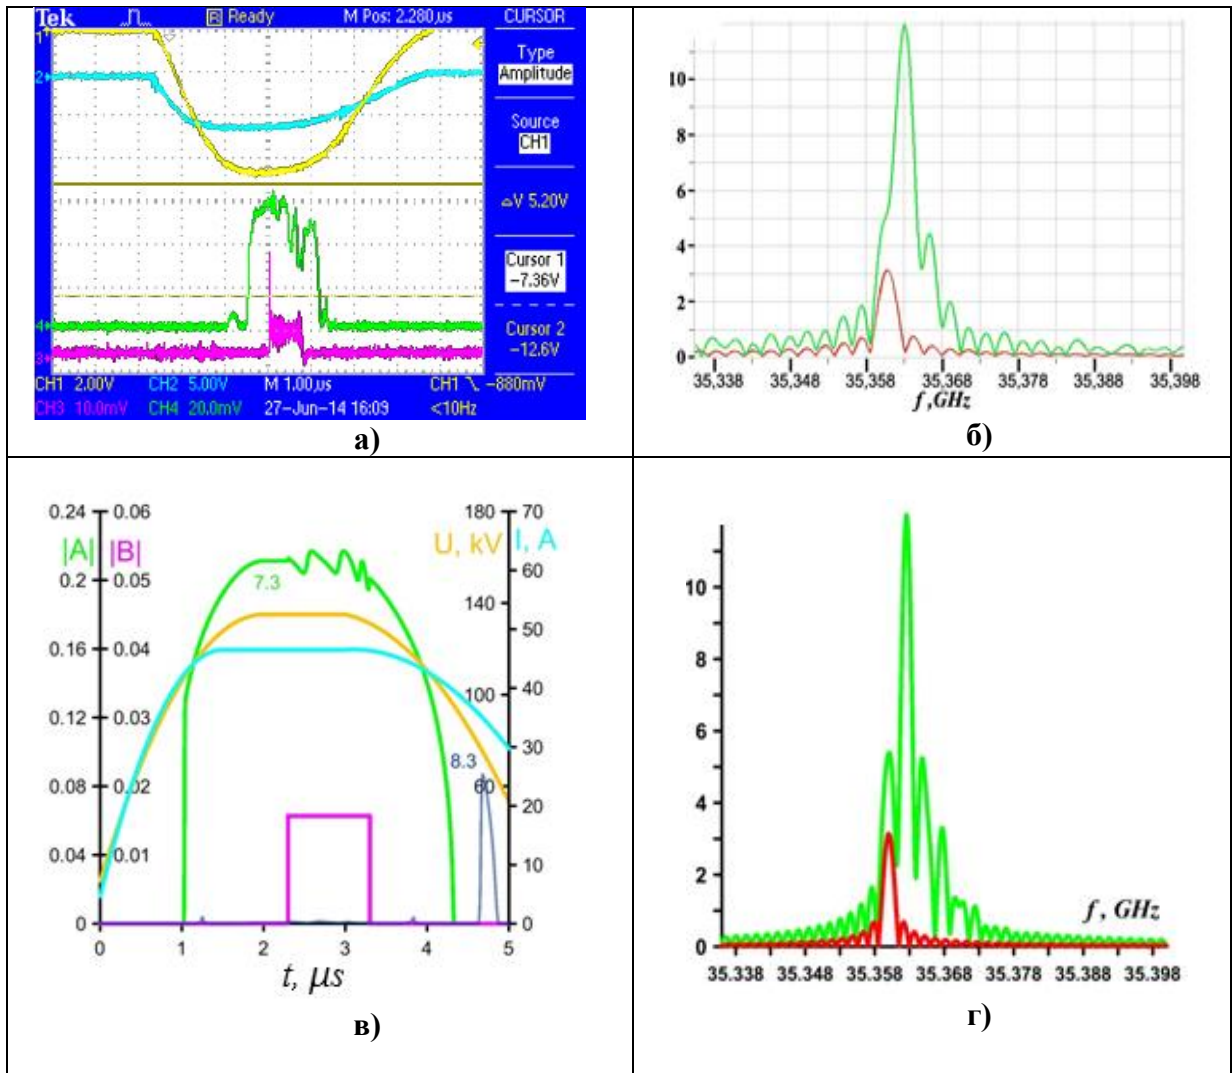 Tek R Ready M Pos: 2.280µs CURSOR
Type
Amplitude
Source
CH1
△V 5.20V
Cursor 1
-7.36V
Cursor 2
-12.6V
1
2
4
3
CH1 2.00V CH2 5.00V M 1.00µs CH1 \ -880mV
CH3 10.0mV CH4 20.0mV 27-Jun-14 16:09 <10Hz
а)
10
8
6
4
2
0
35,338 35,348 35,358 35,368 35,378 35,388 35,398
f ,GHz
б)
0.24 0.06 180 70
|A| |B| U, kV I, A
0.2 0.05 60
7.3
140 50
0.16 0.04
100 40
0.12 0.03
30
8.3
0.08 0.02 60 20
0.04 0.01 10
0 0
0 1 2 3 4 5
t, µs
в)
10
8
6
4
2
0
f, GHz
35.338 35.348 35.358 35.368 35.378 35.388 35.398
г)